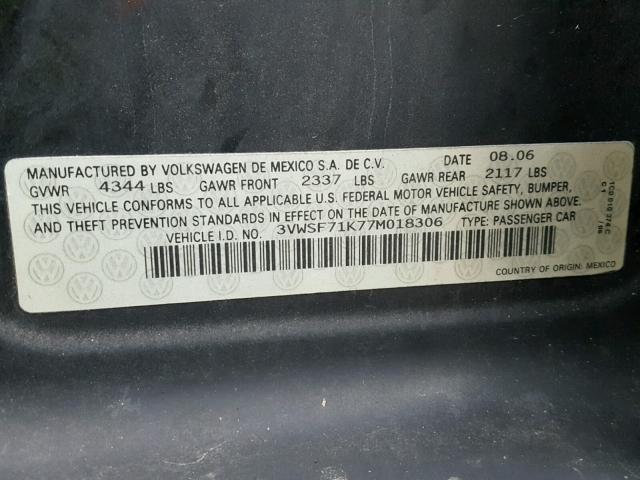 MANUFACTURED BY VOLKSWAGEN DE MEXICO S.A. DE C.V. DATE 08.06
GVWR 4344 LBS GAWR FRONT 2337 LBS GAWR REAR 2117 LBS
THIS VEHICLE CONFORMS TO ALL APPLICABLE U.S. FEDERAL MOTOR VEHICLE SAFETY, BUMPER,
AND THEFT PREVENTION STANDARDS IN EFFECT ON THE DATE OF MANUFACTURE SHOWN ABOVE.
VEHICLE I.D. NO. 3VWSF71K77M018306 TYPE: PASSENGER CAR
COUNTRY OF ORIGIN: MEXICO